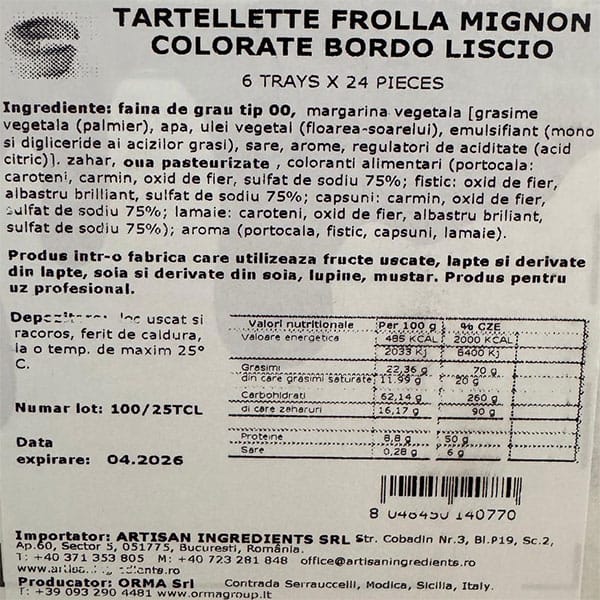 TARTELLETTE FROLLA MIGNON
COLORATE BORDO LISCIO
6 TRAYS X 24 PIECES
Ingrediente: faina de grau tip 00, margarina vegetala [grasime
vegetala (palmier), apa, ulei vegetal (floarea-soarelui), emulsifiant (mono
si digliceride ai acizilor grasi), sare, arome, regulatori de aciditate (acid
citric)]. zahar, oua pasteurizate , coloranti alimentari (portocala:
caroteni, carmin, oxid de fier, sulfat de sodiu 75%; fistic: oxid de fier,
albastru brilliant, sulfat de sodiu 75%; capsuni: carmin, oxid de fier,
sulfat de sodiu 75%; lamaie: caroteni, oxid de fier, albastru briliant,
sulfat de sodiu 75%); aroma (portocala, fistic, capsuni, lamaie).
Produs intr-o fabrica care utilizeaza fructe uscate, lapte si derivate
din lapte, soia si derivate din soia, lupine, mustar. Produs pentru
uz profesional.
loc uscat si
racoros, ferit de caldura,
la o temp. de maxim 25°
C.
Numar lot: 100/25TCL
Data
expirare: 04.2026
Valori nutritionale Per 100 g % CZE
Valoare energetica 485 KCAL 2000 KCAL
2033 Kj 8400 Kj
Grasimi 22,36 g 70 g
din care grasimi saturate 11.99 g 20 g
Carbohidrati 62,14 g 260 g
di care zaharuri 16,17 g 90 g
Proteine 8,8 g 50 g
Sare 0,28 g 6 g
8 046450 140770
Importator: ARTISAN INGREDIENTS SRL Str. Cobadin Nr.3, Bl.P19, Sc.2,
Ap.60, Sector 5, 051775, Bucuresti, România.
T: +40 371 353 805 M: +40 723 281 848 office@artisaningredients.ro
Producator: ORMA Srl Contrada Serrauccelli, Modica, Sicilia, Italy.
T: +39 093 290 4481 www.ormagroup.it